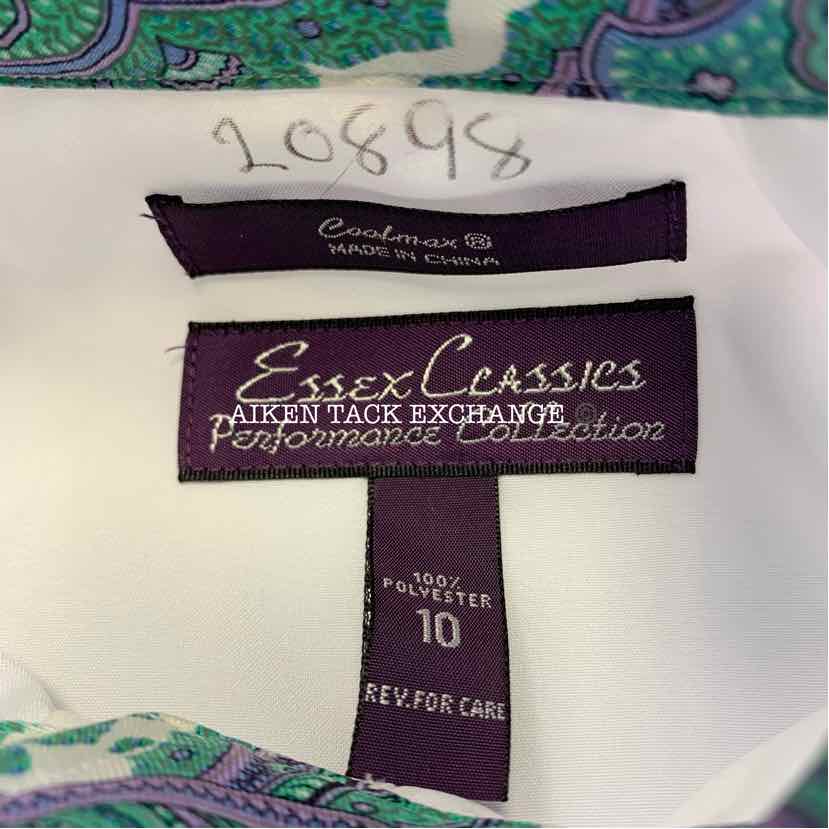 20898
Coolmax®
MADE IN CHINA
ESSEX CLASSICS
AIKEN TACK EXCHANGE ©
Performance Collection
100%
POLYESTER
10
REV.FOR CARE